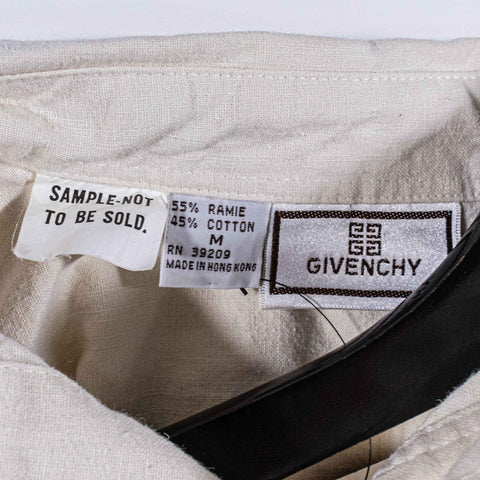 SAMPLE-NOT
TO BE SOLD.
55% RAMIE
45% COTTON
M
RN 39209
MADE IN HONG KONG
GIVENCHY